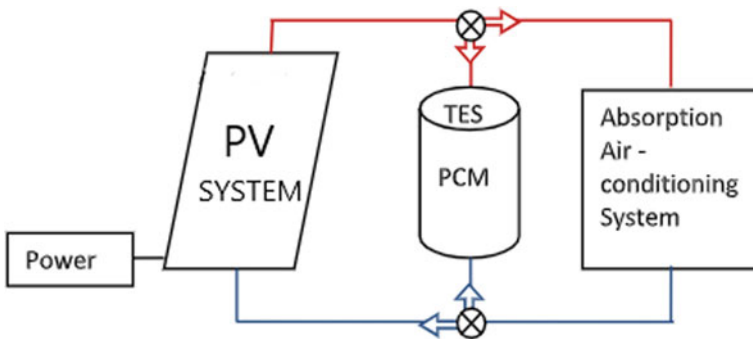 PV
SYSTEM
TES
PCM
Absorption
Air -
conditioning
System
Power